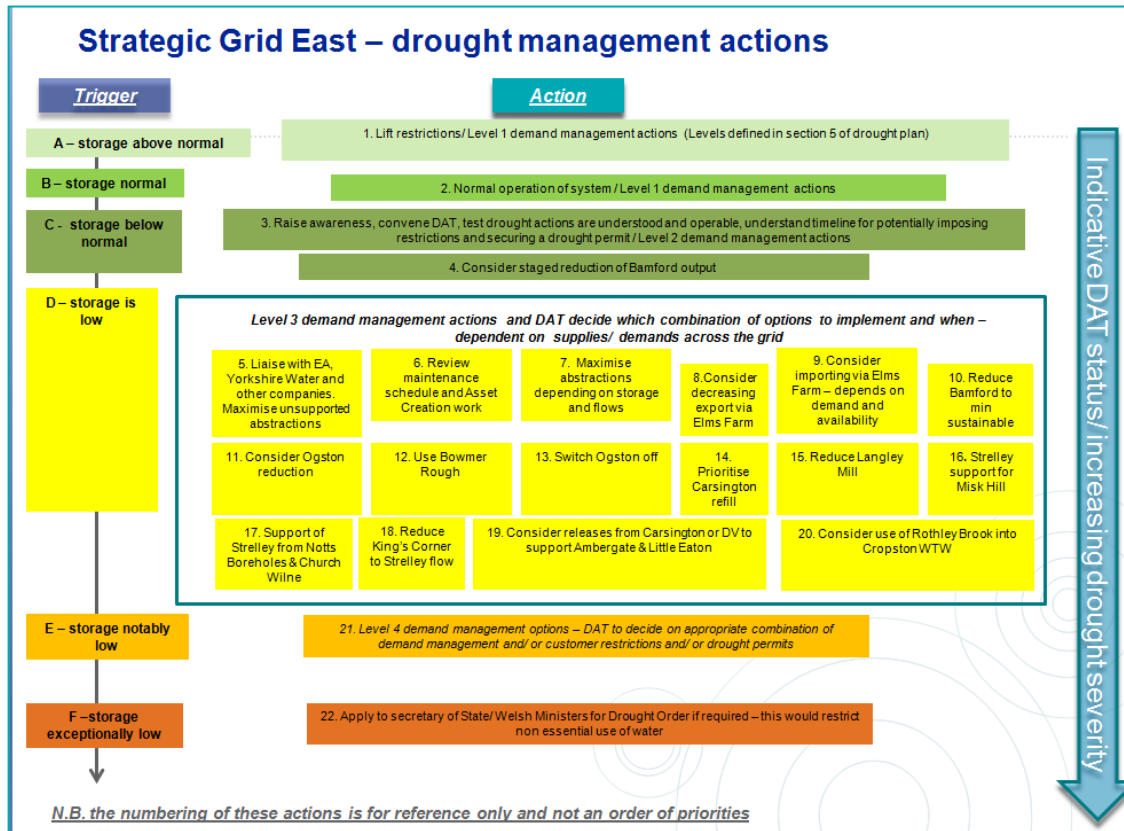 Strategic Grid East – drought management actions
Trigger
Action
A – storage above normal
1. Lift restrictions/ Level 1 demand management actions (Levels defined in section 5 of drought plan)
B – storage normal
2. Normal operation of system / Level 1 demand management actions
C - storage below
normal
3. Raise awareness, convene DAT, test drought actions are understood and operable, understand timeline for potentially imposing
restrictions and securing a drought permit / Level 2 demand management actions
4. Consider staged reduction of Bamford output
D – storage is
low
Level 3 demand management actions and DAT decide which combination of options to implement and when –
dependent on supplies/ demands across the grid
5. Liaise with EA,
Yorkshire Water and
other companies.
Maximise unsupported
abstractions
6. Review
maintenance
schedule and Asset
Creation work
7. Maximise
abstractions
depending on storage
and flows
8.Consider
decreasing
export via
Elms Farm
9. Consider
importing via Elms
Farm – depends on
demand and
availability
10. Reduce
Bamford to
min
sustainable
11. Consider Ogston
reduction
12. Use Bowmer
Rough
13. Switch Ogston off
14.
Prioritise
Carsington
refill
15. Reduce Langley
Mill
16. Strelley
support for
Misk Hill
17. Support of
Strelley from Notts
Boreholes & Church
Wilne
18. Reduce
King's Corner
to Strelley flow
19. Consider releases from Carsington or DV to
support Ambergate & Little Eaton
20. Consider use of Rothley Brook into
Cropston WTW
E – storage notably
low
21. Level 4 demand management options – DAT to decide on appropriate combination of
demand management and/ or customer restrictions and/ or drought permits
F –storage
exceptionally low
22. Apply to secretary of State/ Welsh Ministers for Drought Order if required – this would restrict
non essential use of water
Indicative DAT status/ increasing drought severity
N.B. the numbering of these actions is for reference only and not an order of priorities